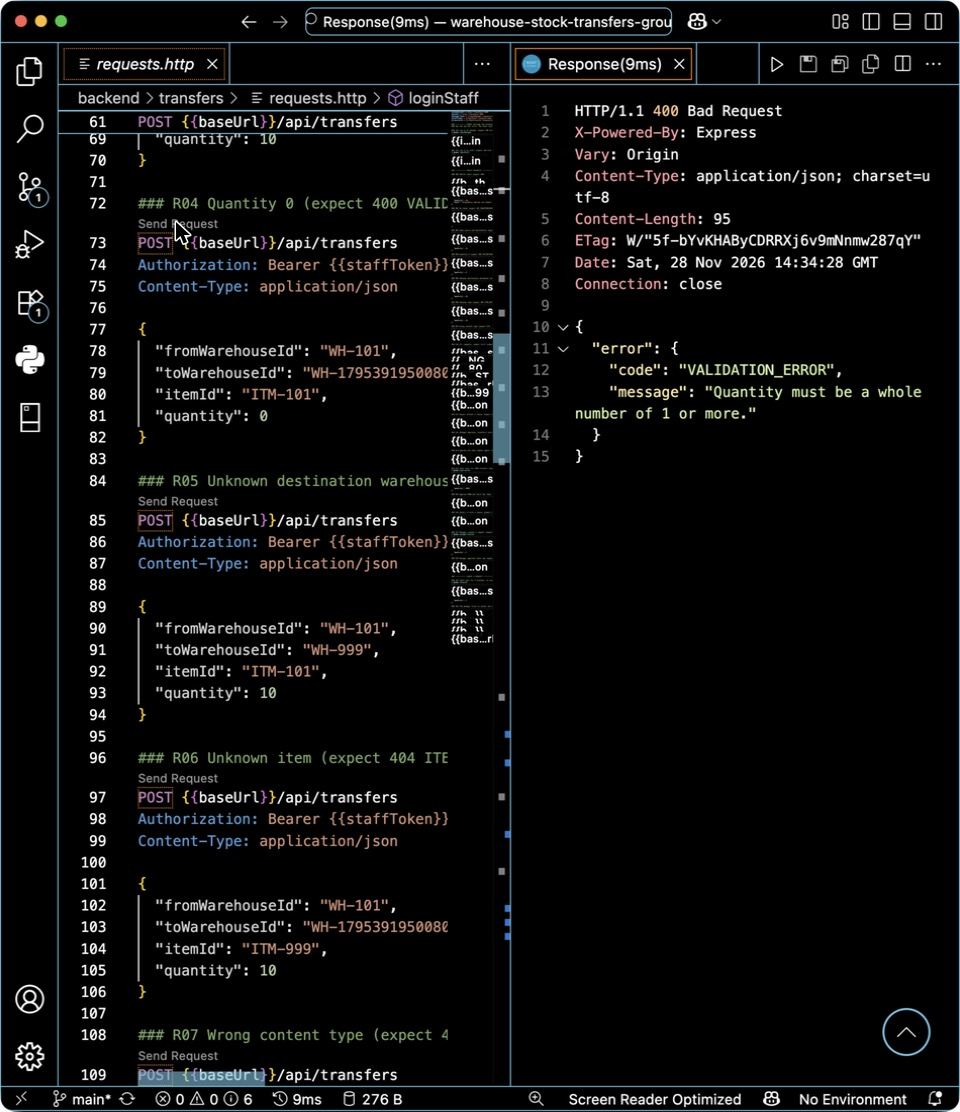 Response(9ms) — warehouse-stock-transfers-grou
requests.http
Response(9ms)
backend > transfers > requests.http > loginStaff
61 POST {{baseUrl}}/api/transfers
69 "quantity": 10
70 }
71
72 ### R04 Quantity 0 (expect 400 VALID
Send Request
73 POST {{baseUrl}}/api/transfers
74 Authorization: Bearer {{staffToken}}
75 Content-Type: application/json
76
77 {
78 "fromWarehouseId": "WH-101",
79 "toWarehouseId": "WH-1795391950080
80 "itemId": "ITM-101",
81 "quantity": 0
82 }
83
84 ### R05 Unknown destination warehous
Send Request
85 POST {{baseUrl}}/api/transfers
86 Authorization: Bearer {{staffToken}}
87 Content-Type: application/json
88
89 {
90 "fromWarehouseId": "WH-101",
91 "toWarehouseId": "WH-999",
92 "itemId": "ITM-101",
93 "quantity": 10
94 }
95
96 ### R06 Unknown item (expect 404 ITE
Send Request
97 POST {{baseUrl}}/api/transfers
98 Authorization: Bearer {{staffToken}}
99 Content-Type: application/json
100
101 {
102 "fromWarehouseId": "WH-101",
103 "toWarehouseId": "WH-1795391950080
104 "itemId": "ITM-999",
105 "quantity": 10
106 }
107
108 ### R07 Wrong content type (expect 4
Send Request
109 POST {{baseUrl}}/api/transfers
1 HTTP/1.1 400 Bad Request
2 X-Powered-By: Express
3 Vary: Origin
4 Content-Type: application/json; charset=u
tf-8
5 Content-Length: 95
6 ETag: W/"5f-bYvKHAByCDRRXj6v9mNnmw287qY"
7 Date: Sat, 28 Nov 2026 14:34:28 GMT
8 Connection: close
9
10 {
11 "error": {
12 "code": "VALIDATION_ERROR",
13 "message": "Quantity must be a whole
number of 1 or more."
14 }
15 }
main* 0 0 6 9ms 276 B Screen Reader Optimized No Environment